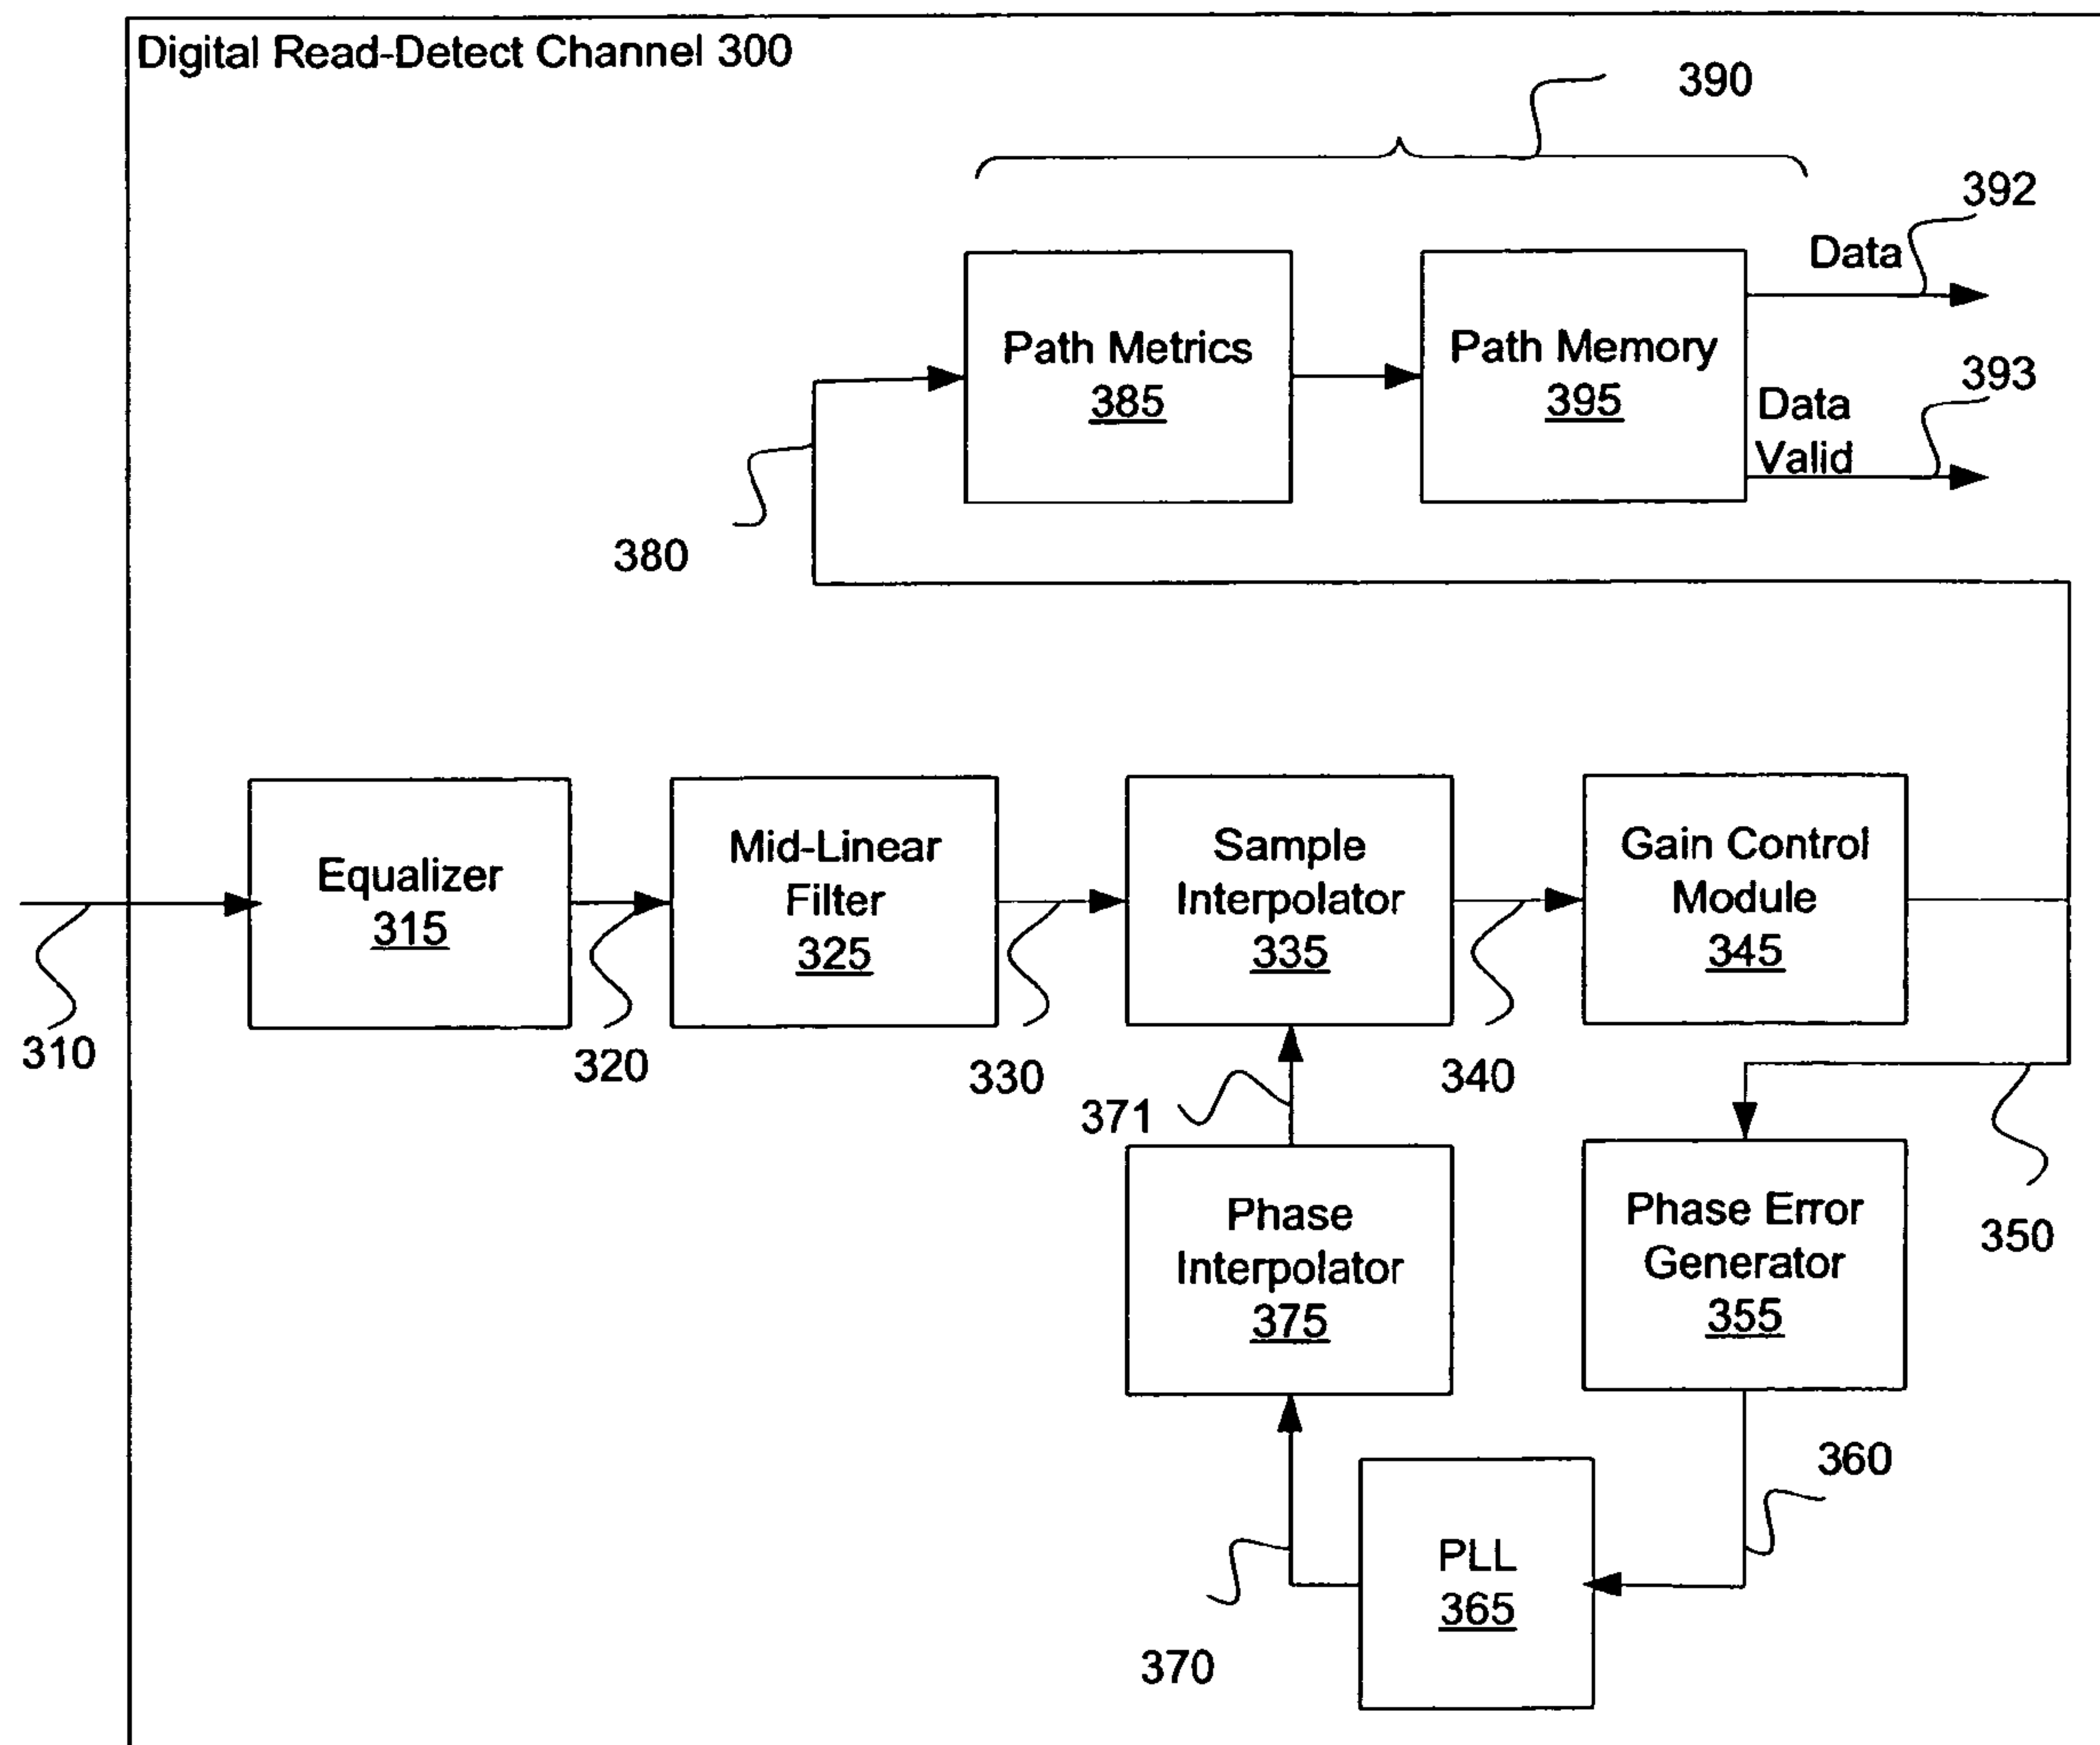 Digital Read-Detect Channel 300
390
392
Data
Path Metrics
385
Path Memory
395
393
Data
Valid
380
Equalizer
315
Mid-Linear
Filter
325
Sample
Interpolator
335
Gain Control
Module
345
310
320
330
340
371
350
Phase
Interpolator
375
Phase Error
Generator
355
360
PLL
365
370